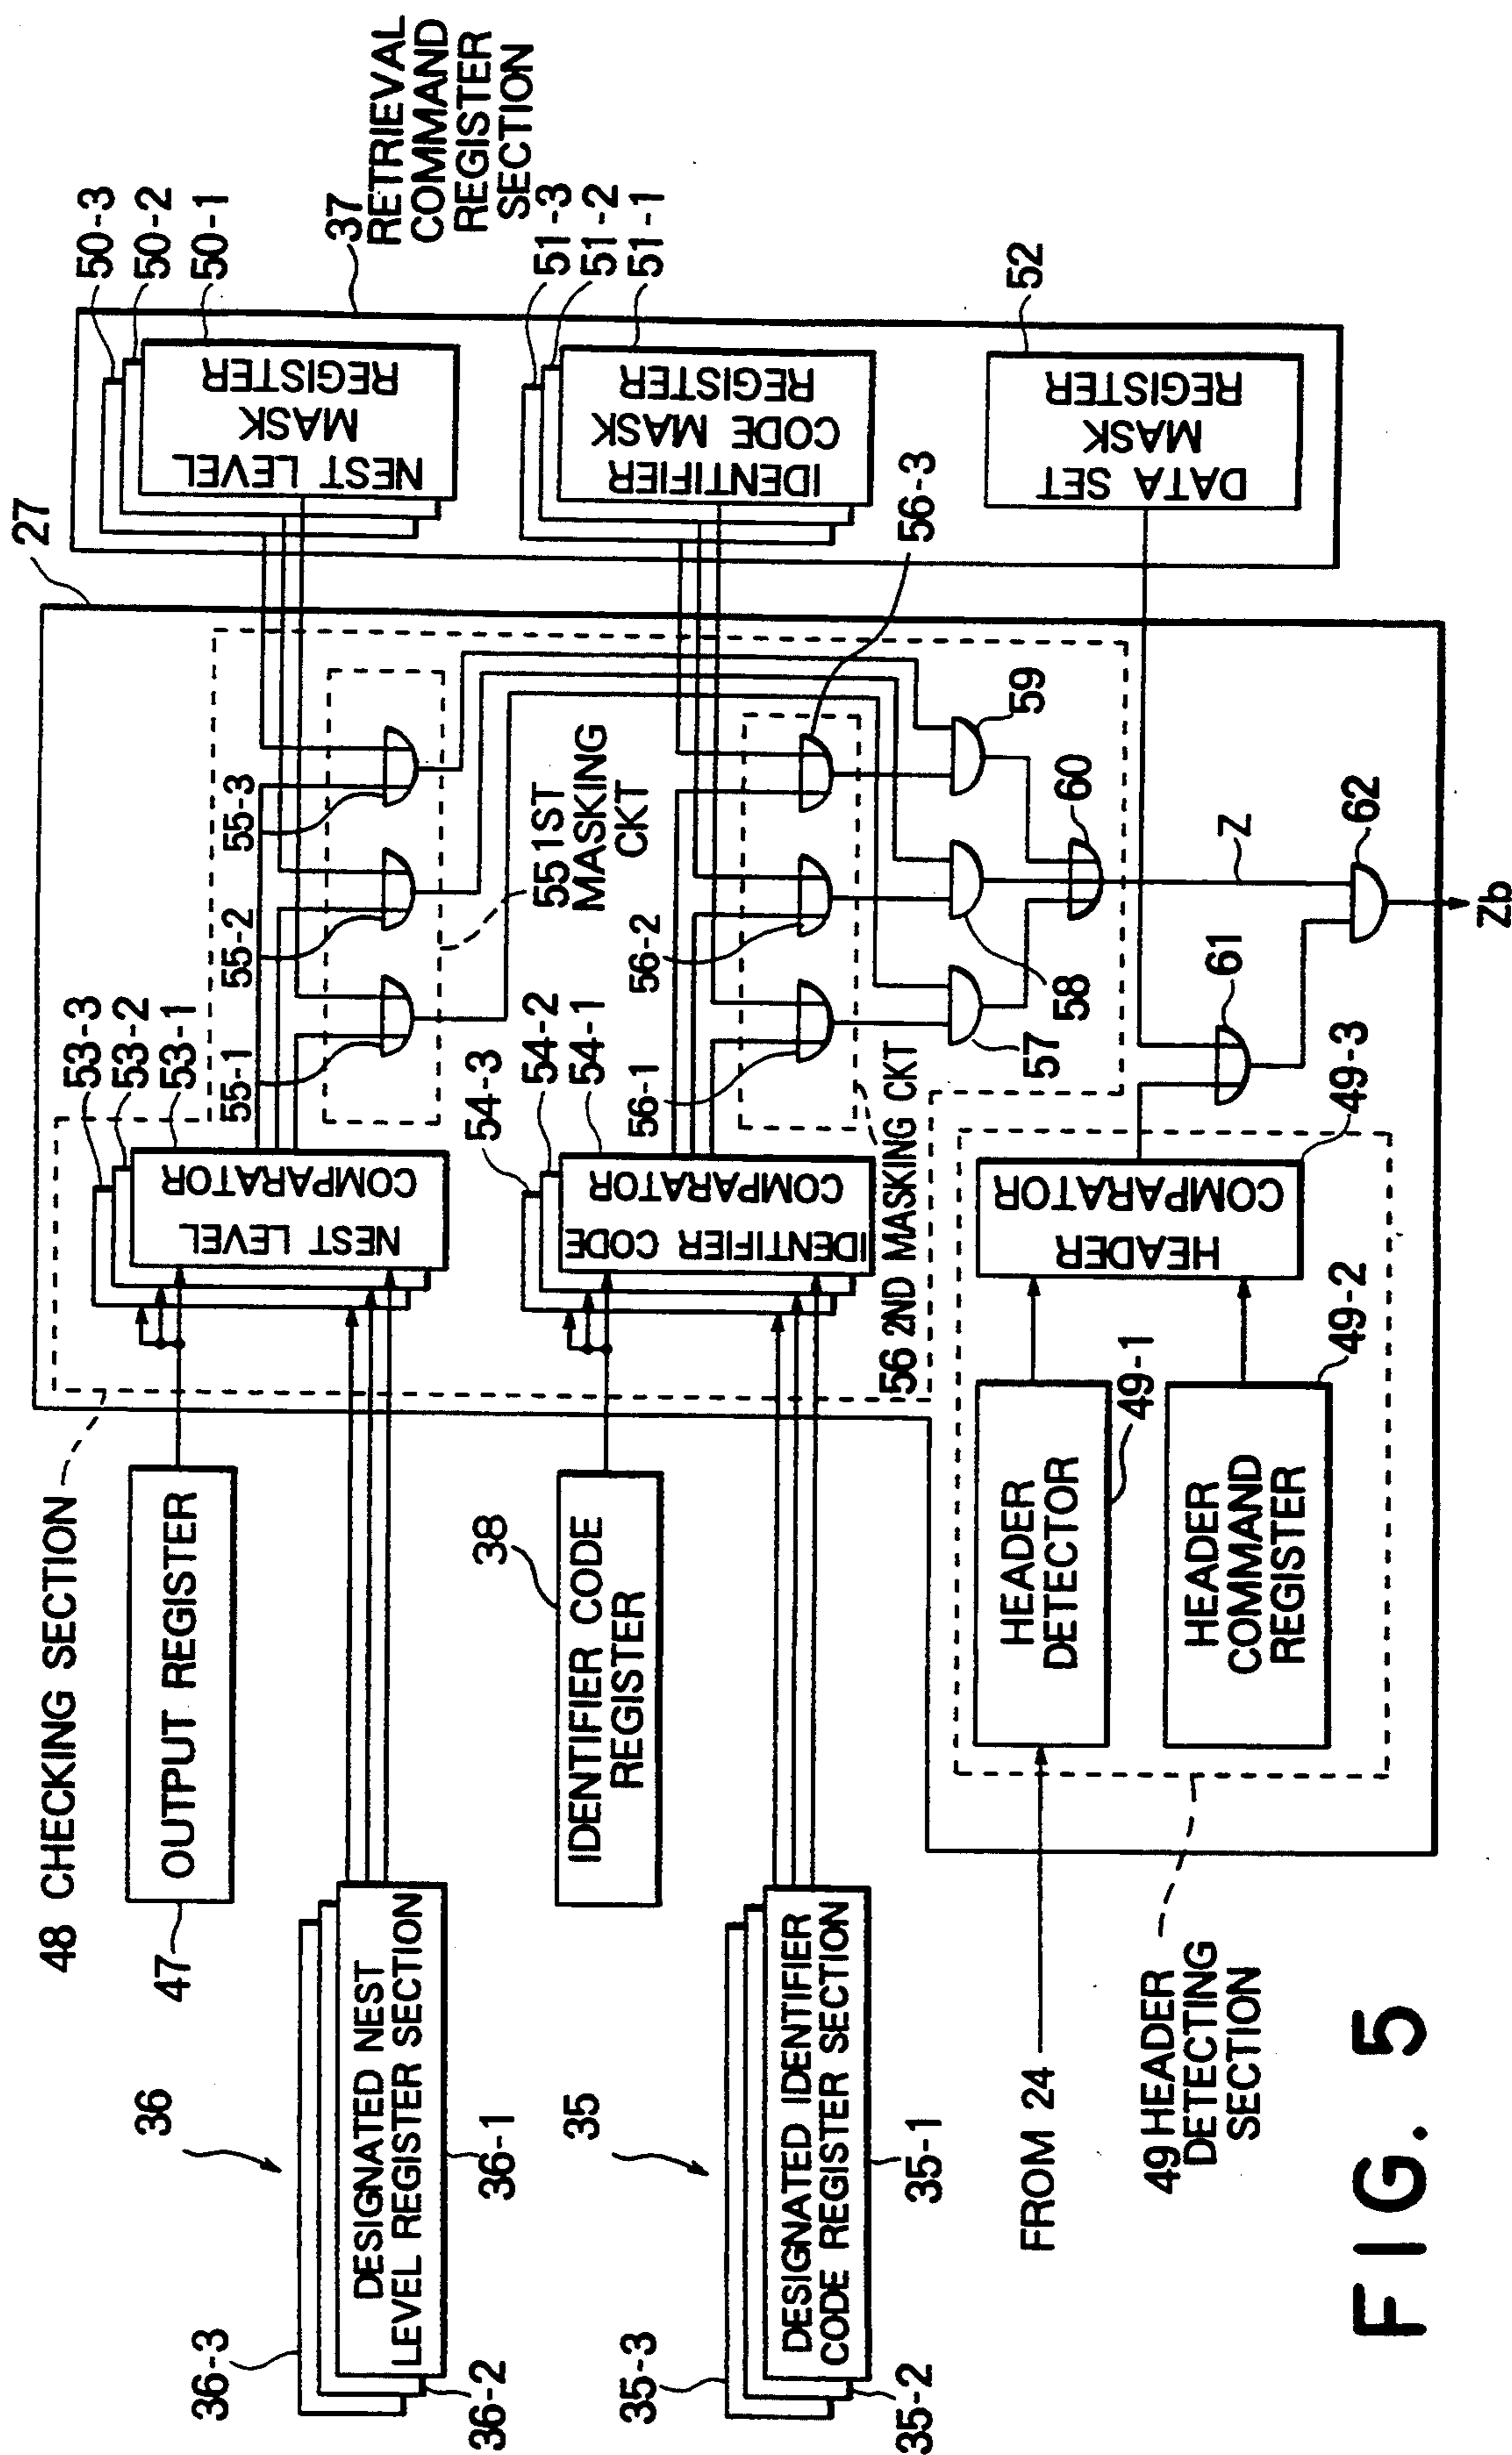 48 CHECKING SECTION
27
47
OUTPUT REGISTER
36
36-3
36-2
36-1
DESIGNATED NEST
LEVEL REGISTER SECTION
53-3
53-2
53-1
NEST LEVEL
COMPARATOR
55-1
55-2
55-3
55 1ST
MASKING
CKT
50-3
50-2
50-1
NEST LEVEL
MASK
REGISTER
37
RETRIEVAL
COMMAND
REGISTER
SECTION
38
IDENTIFIER CODE
REGISTER
35
35-3
35-2
35-1
DESIGNATED IDENTIFIER
CODE REGISTER SECTION
54-3
54-2
54-1
IDENTIFIER CODE
COMPARATOR
56-1
56-2
56-3
56 2ND MASKING CKT
51-3
51-2
51-1
IDENTIFIER
CODE MASK
REGISTER
57
58
59
60
FROM 24
HEADER
DETECTOR
49-1
HEADER
COMMAND
REGISTER
49-2
HEADER
COMPARATOR
49-3
49 HEADER
DETECTING
SECTION
61
Z
62
Zb
52
DATA SET
MASK
REGISTER
FIG. 5